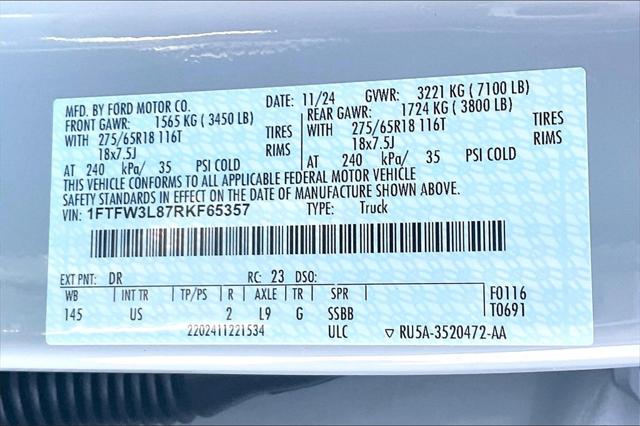 MFD. BY FORD MOTOR CO.
DATE: 11/24 GVWR: 3221 KG ( 7100 LB)
FRONT GAWR: 1565 KG ( 3450 LB)
REAR GAWR: 1724 KG ( 3800 LB)
WITH 275/65R18 116T TIRES
WITH 275/65R18 116T TIRES
18x7.5J RIMS
18x7.5J RIMS
AT 240 kPa/ 35 PSI COLD
AT 240 kPa/ 35 PSI COLD
THIS VEHICLE CONFORMS TO ALL APPLICABLE FEDERAL MOTOR VEHICLE
SAFETY STANDARDS IN EFFECT ON THE DATE OF MANUFACTURE SHOWN ABOVE.
VIN: 1FTFW3L87RKF65357 TYPE: Truck
EXT PNT: DR RC: 23 DSO:
WB INT TR TP/PS R AXLE TR SPR
145 US 2 L9 G SSBB
F0116
T0691
2202411221534 ULC ▽ RU5A-3520472-AA